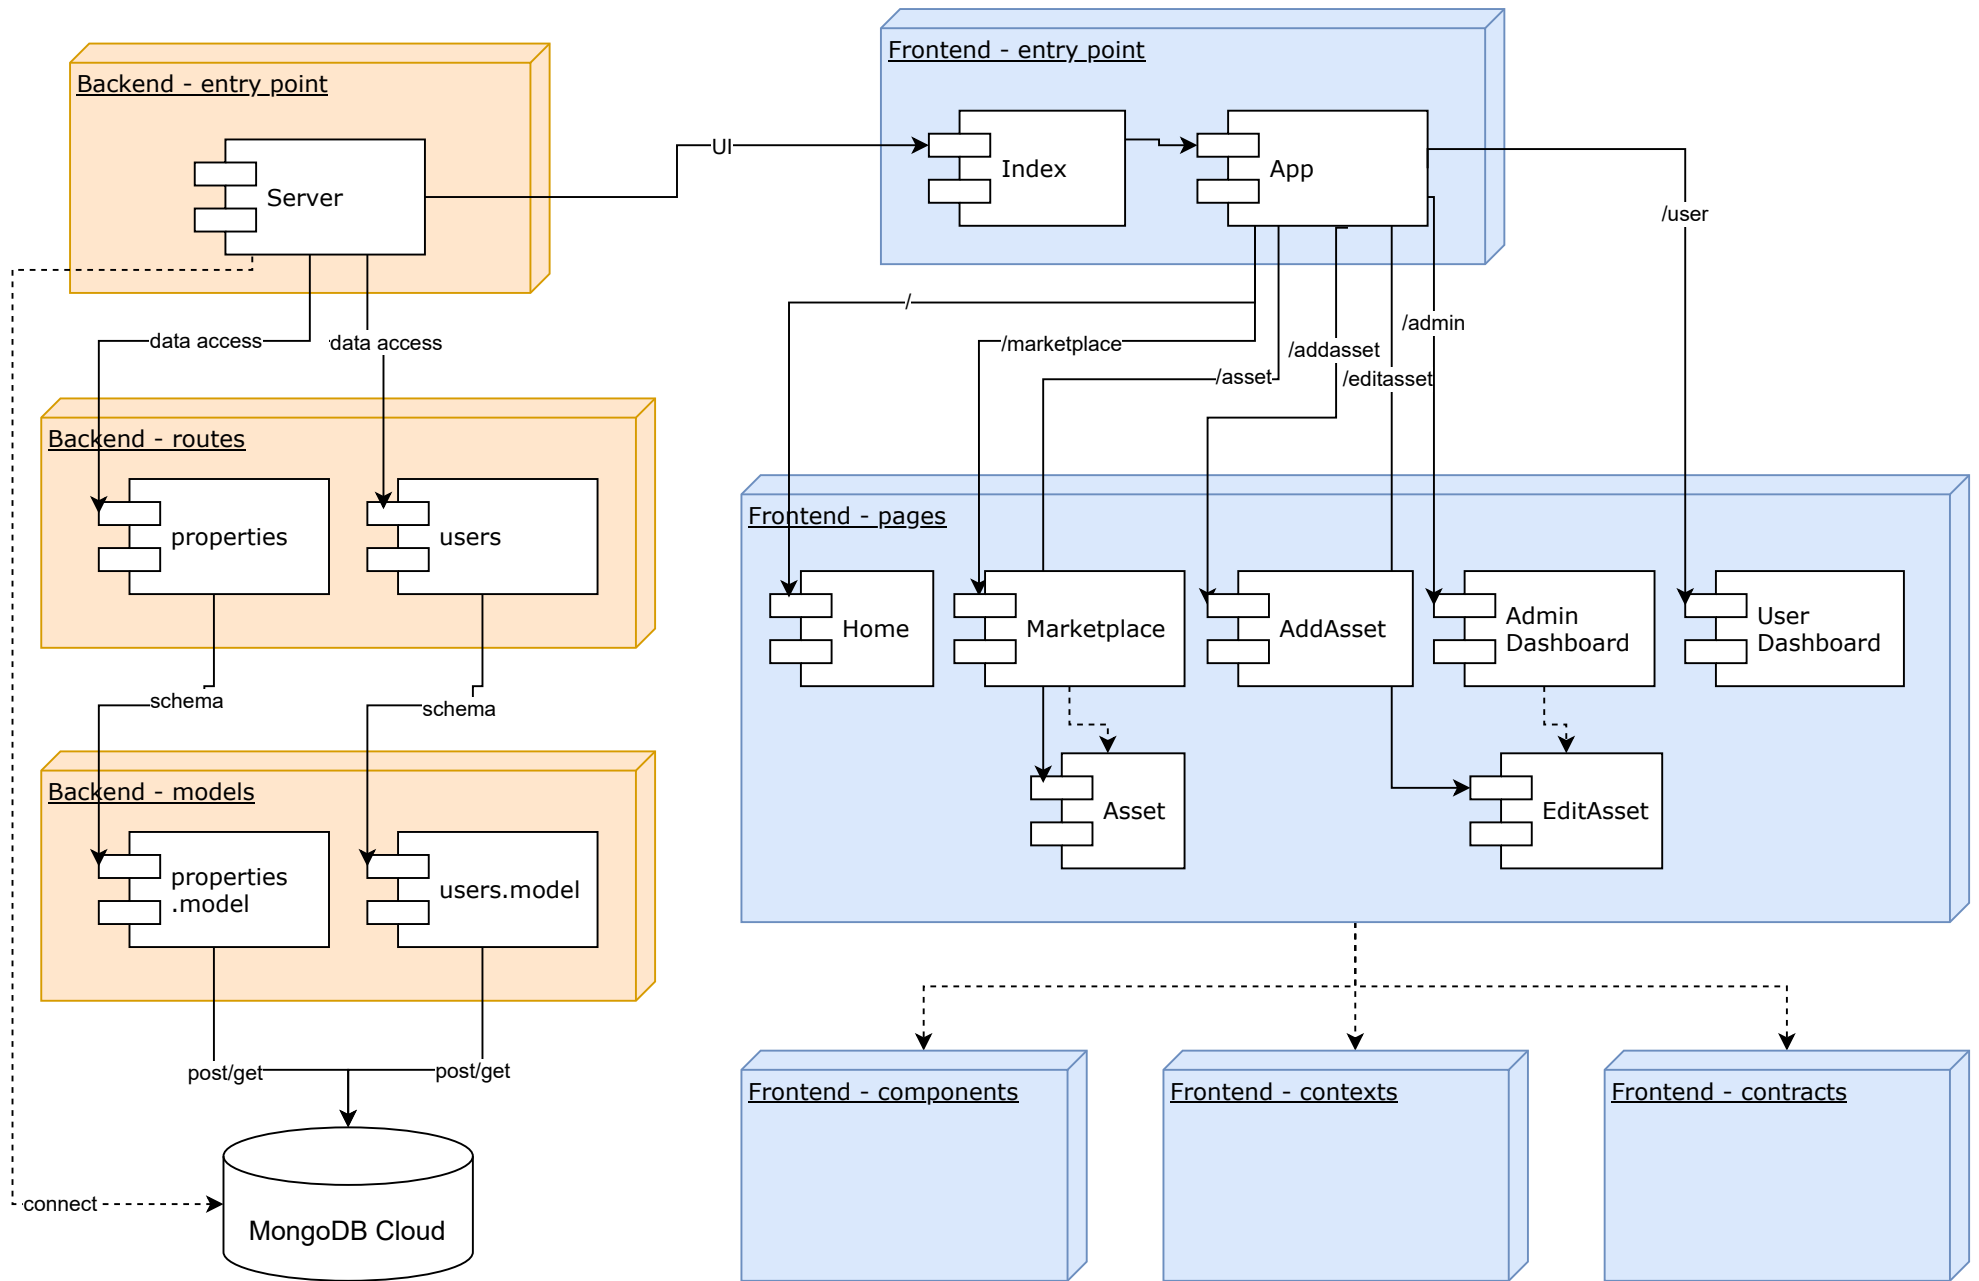 Backend - entry point
Server
Frontend - entry point
Index
App
UI
/user
/
/marketplace
/asset
/addasset
/editasset
/admin
data access
data access
Backend - routes
properties
users
schema
schema
Backend - models
properties
.model
users.model
post/get
post/get
connect
MongoDB Cloud
Frontend - pages
Home
Marketplace
AddAsset
Admin
Dashboard
User
Dashboard
Asset
EditAsset
Frontend - components
Frontend - contexts
Frontend - contracts